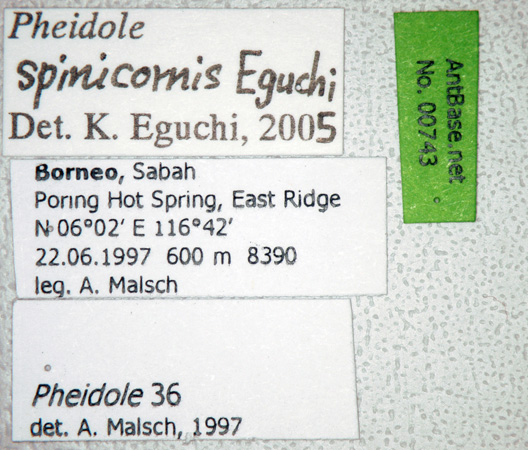 Pheidole
spinicornis Eguchi
Det. K. Eguchi, 2005
Borneo, Sabah
Poring Hot Spring, East Ridge
N 06°02' E 116°42'
22.06.1997 600 m 8390
leg. A. Malsch
Pheidole 36
det. A. Malsch, 1997
AntBase.net
No. 00743